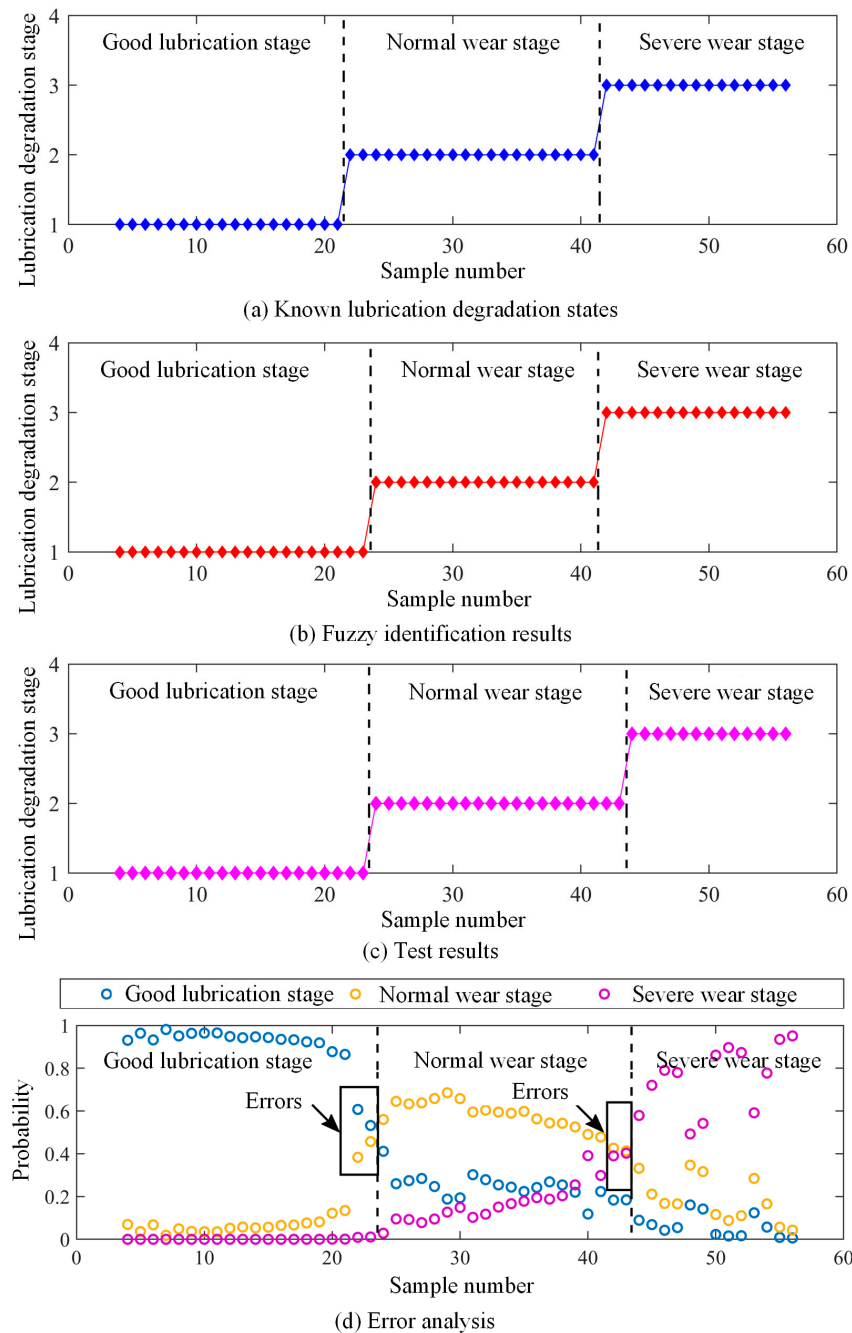 4
Good lubrication stage Normal wear stage Severe wear stage
3
2
1
Lubrication degradation stage
0 10 20 30 40 50 60
Sample number
(a) Known lubrication degradation states
4
Good lubrication stage Normal wear stage Severe wear stage
3
2
1
Lubrication degradation stage
0 10 20 30 40 50 60
Sample number
(b) Fuzzy identification results
4
Good lubrication stage Normal wear stage Severe wear stage
3
2
1
Lubrication degradation stage
0 10 20 30 40 50 60
Sample number
(c) Test results
Good lubrication stage Normal wear stage Severe wear stage
1
Good lubrication stage Normal wear stage Severe wear stage
0.8
Errors Errors
0.6
0.4
0.2
0
Probability
0 10 20 30 40 50 60
Sample number
(d) Error analysis